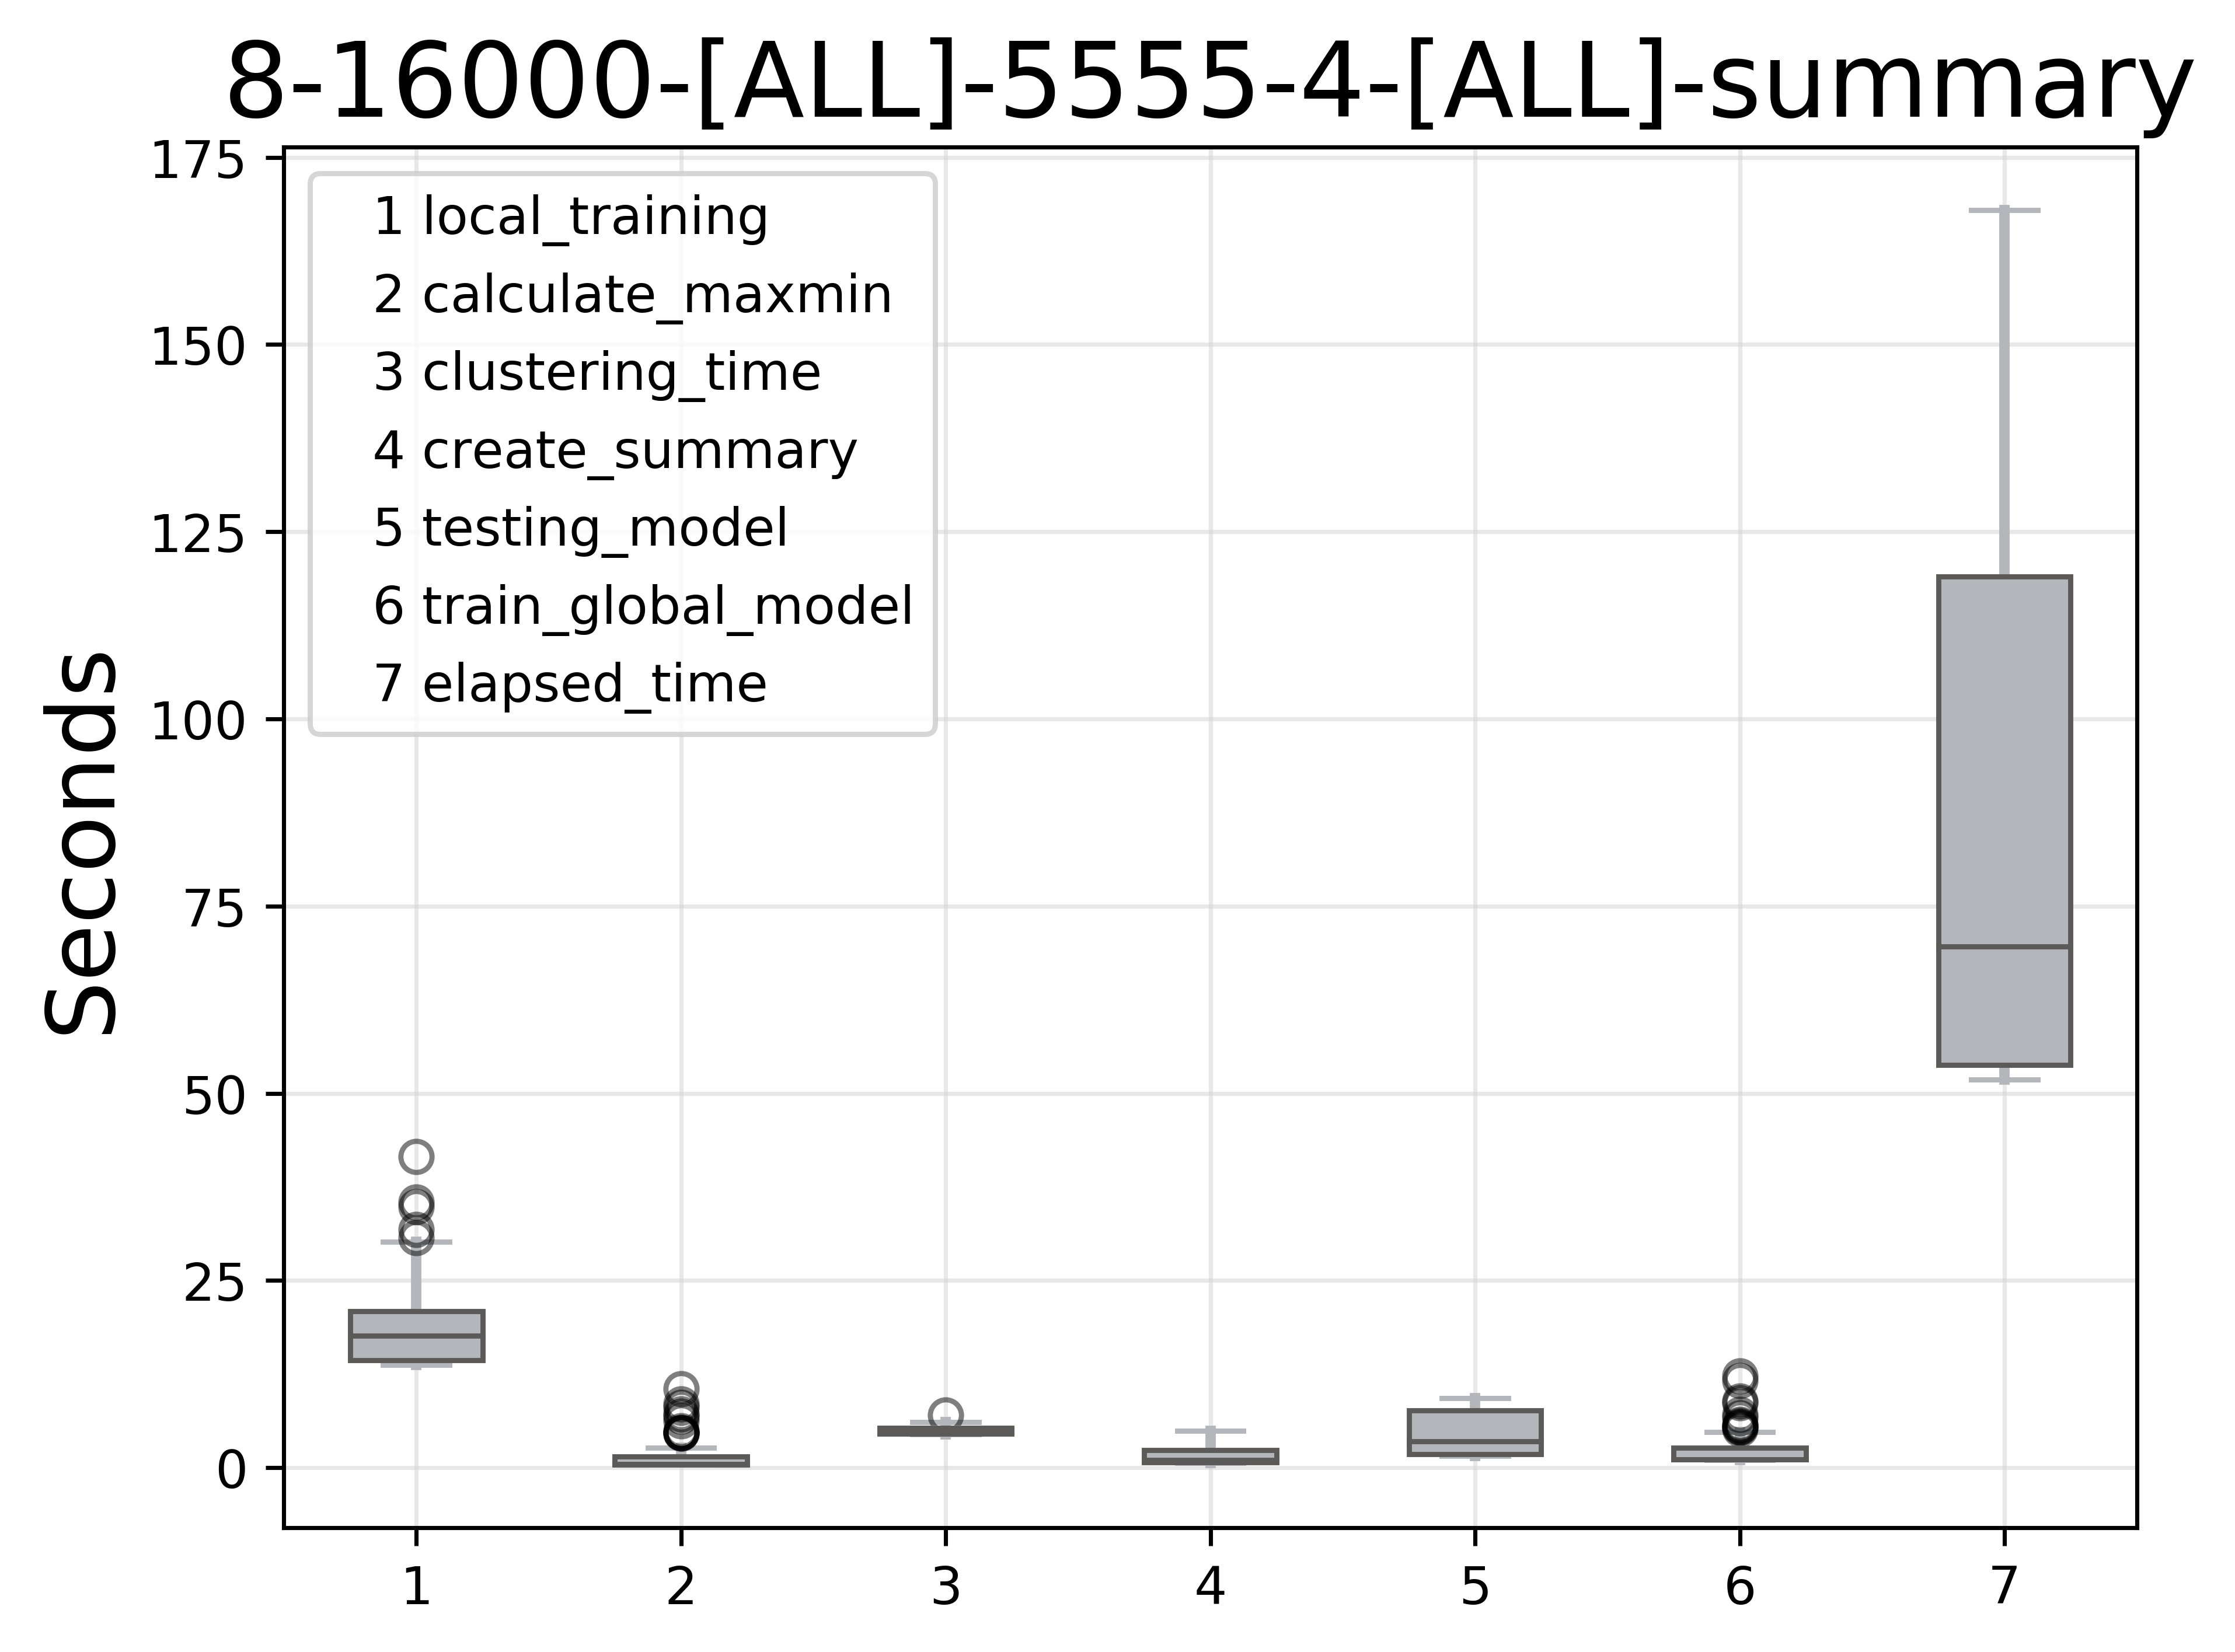 8-16000-[ALL]-5555-4-[ALL]-summary
Seconds
175
150
125
100
75
50
25
0
1 local_training
2 calculate_maxmin
3 clustering_time
4 create_summary
5 testing_model
6 train_global_model
7 elapsed_time
1 2 3 4 5 6 7